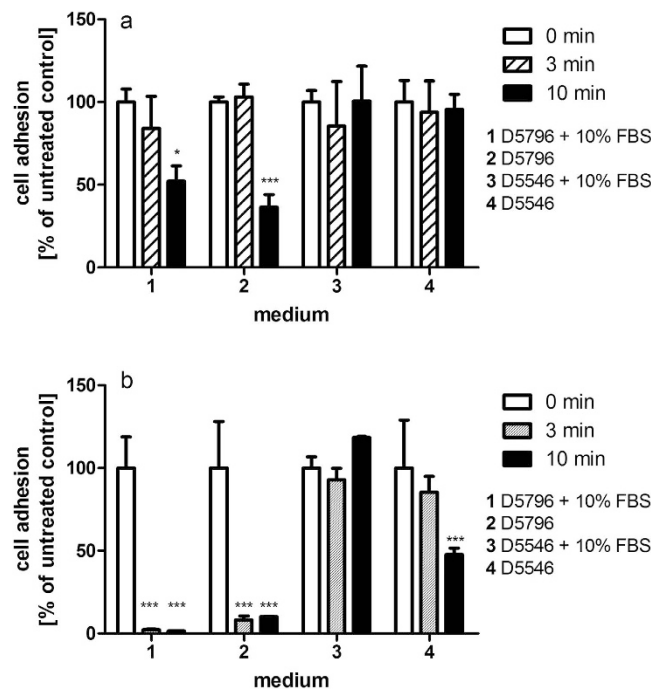 a
150
100
50
0
cell adhesion
[% of untreated control]
*
***
1 2 3 4
medium
0 min
3 min
10 min
1 D5796 + 10% FBS
2 D5796
3 D5546 + 10% FBS
4 D5546
b
150
100
50
0
cell adhesion
[% of untreated control]
*** *** *** ***
***
1 2 3 4
medium
0 min
3 min
10 min
1 D5796 + 10% FBS
2 D5796
3 D5546 + 10% FBS
4 D5546